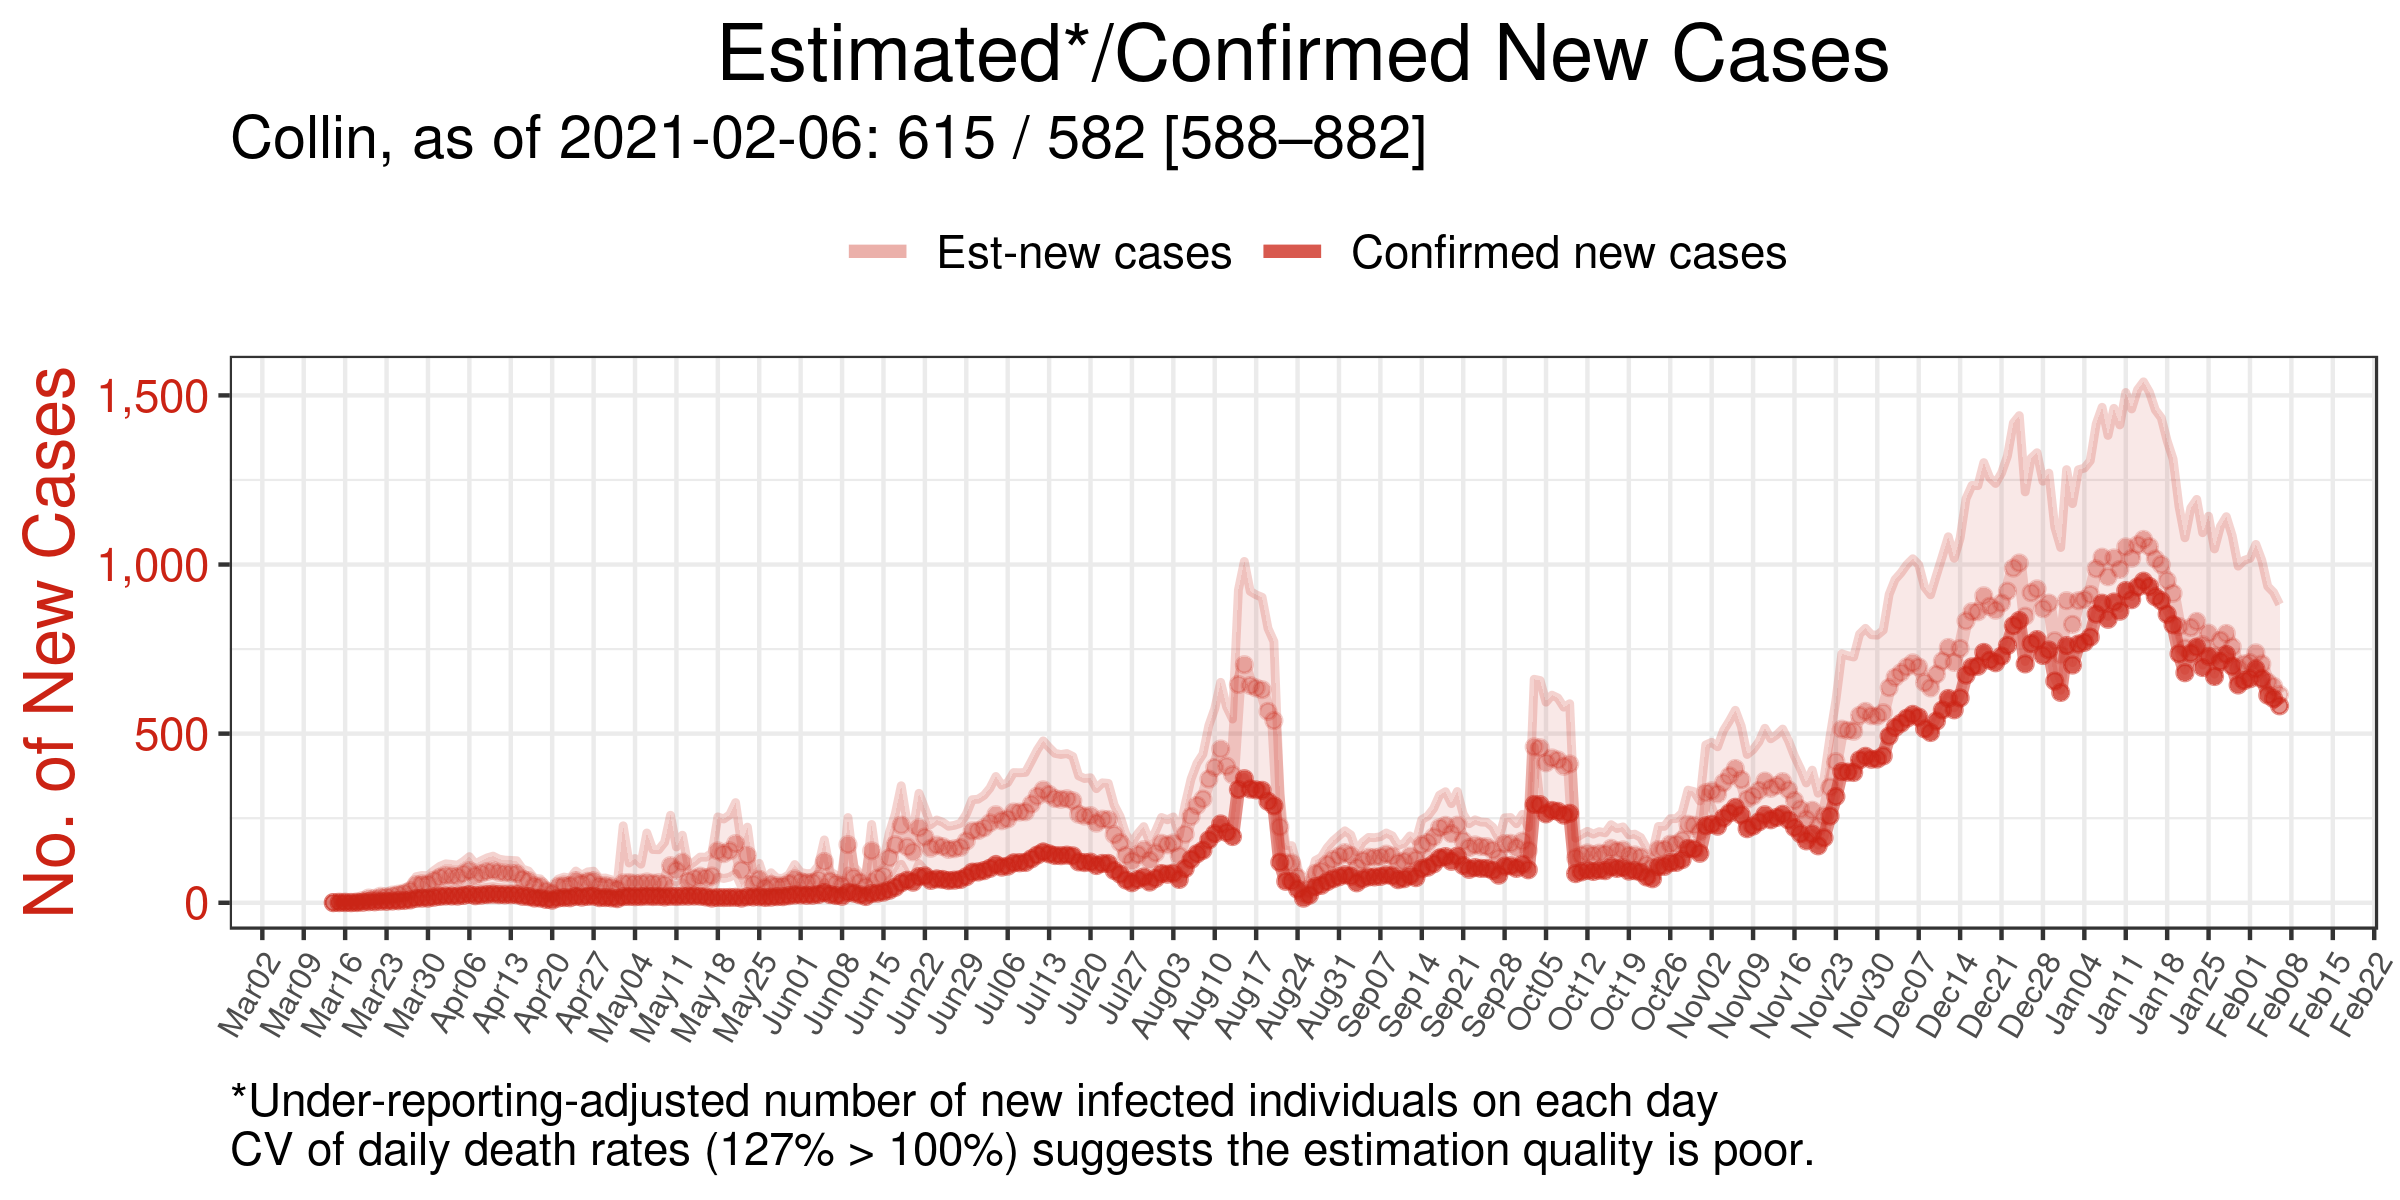 Estimated*/Confirmed New Cases
Collin, as of 2021-02-06: 615 / 582 [588–882]
Est-new cases Confirmed new cases
No. of New Cases
1,500
1,000
500
0
Mar02 Mar09 Mar16 Mar23 Mar30 Apr06 Apr13 Apr20 Apr27 May04 May11 May18 May25 Jun01 Jun08 Jun15 Jun22 Jun29 Jul06 Jul13 Jul20 Jul27 Aug03 Aug10 Aug17 Aug24 Aug31 Sep07 Sep14 Sep21 Sep28 Oct05 Oct12 Oct19 Oct26 Nov02 Nov09 Nov16 Nov23 Nov30 Dec07 Dec14 Dec21 Dec28 Jan04 Jan11 Jan18 Jan25 Feb01 Feb08 Feb15 Feb22
*Under-reporting-adjusted number of new infected individuals on each day
CV of daily death rates (127% > 100%) suggests the estimation quality is poor.